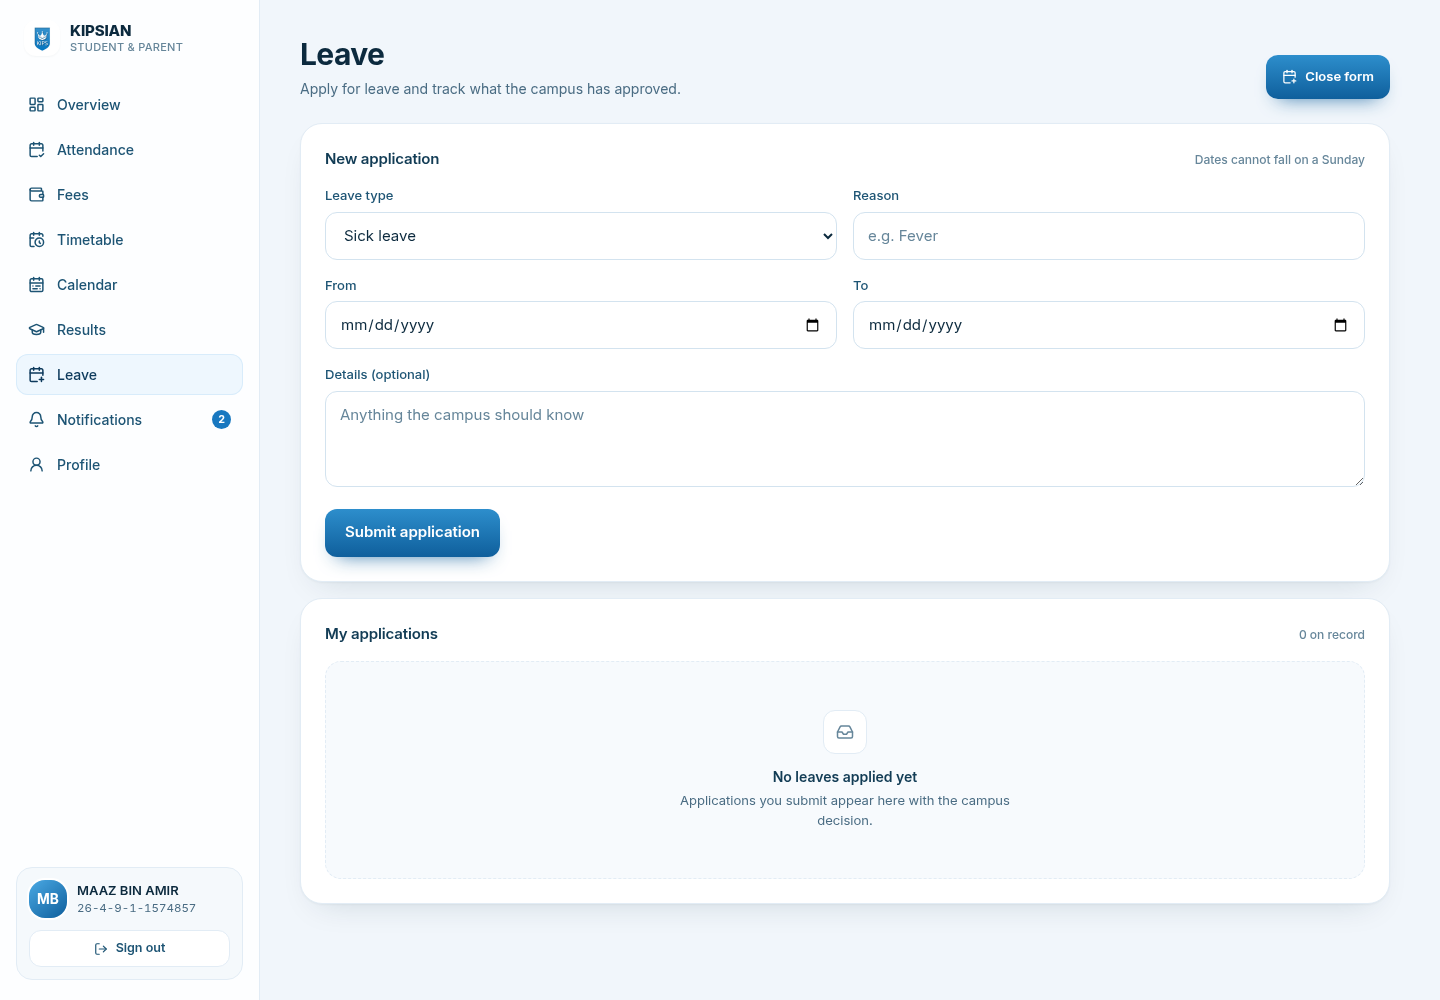 KIPSIAN
STUDENT & PARENT
Overview
Attendance
Fees
Timetable
Calendar
Results
Leave
Notifications 2
Profile
MB
MAAZ BIN AMIR
26-4-9-1-1574857
Sign out
Leave
Apply for leave and track what the campus has approved.
Close form
New application
Dates cannot fall on a Sunday
Leave type
Sick leave
Reason
e.g. Fever
From
mm/dd/yyyy
To
mm/dd/yyyy
Details (optional)
Anything the campus should know
Submit application
My applications
0 on record
No leaves applied yet
Applications you submit appear here with the campus
decision.